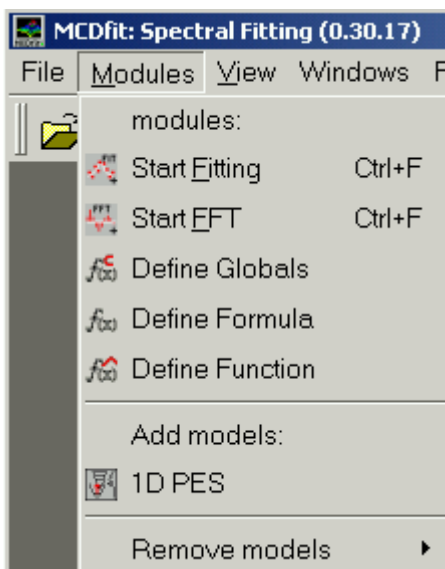 MCDfit: Spectral Fitting (0.30.17)
File Modules View Windows F
modules:
Start Fitting Ctrl+F
Start FFT Ctrl+F
Define Globals
Define Formula
Define Function
Add models:
1D PES
Remove models